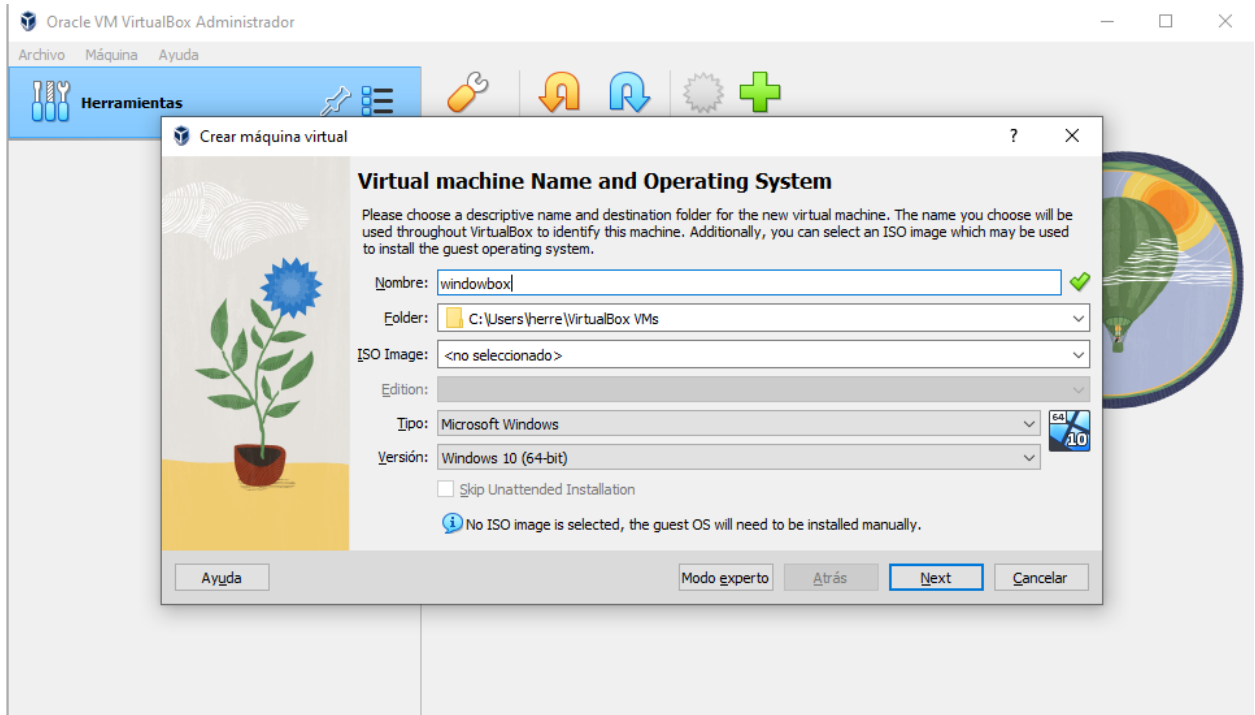 Oracle VM VirtualBox Administrador
Archivo Máquina Ayuda
Herramientas
Crear máquina virtual
?
Virtual machine Name and Operating System
Please choose a descriptive name and destination folder for the new virtual machine. The name you choose will be
used throughout VirtualBox to identify this machine. Additionally, you can select an ISO image which may be used
to install the guest operating system.
Nombre: windowbox
Folder: C:\Users\herre\VirtualBox VMs
ISO Image: <no seleccionado>
Edition:
Tipo: Microsoft Windows
64
10
Versión: Windows 10 (64-bit)
Skip Unattended Installation
No ISO image is selected, the guest OS will need to be installed manually.
Ayuda Modo experto Atrás Next Cancelar